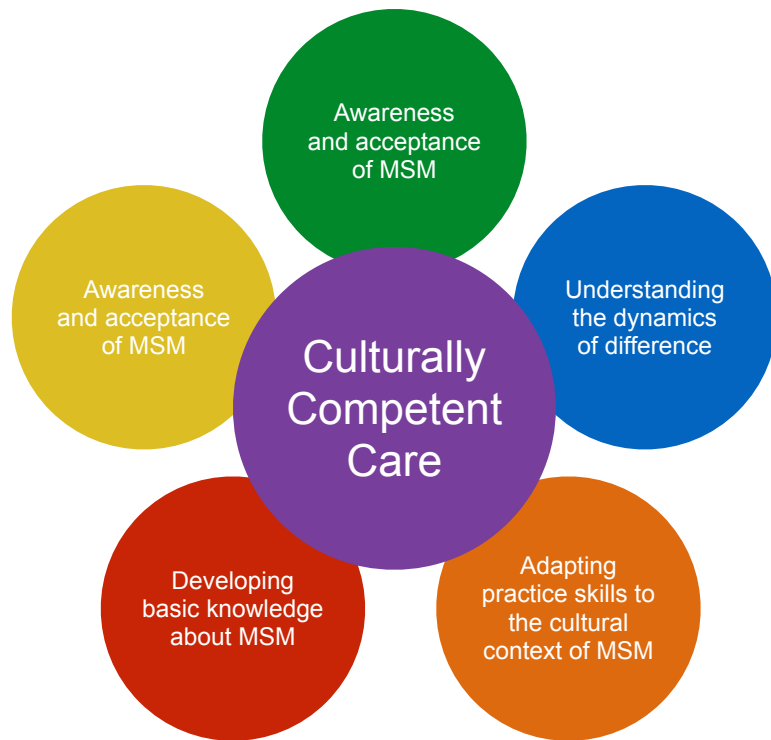 Awareness
and acceptance
of MSM
Awareness
and acceptance
of MSM
Understanding
the dynamics
of difference
Culturally
Competent
Care
Developing
basic knowledge
about MSM
Adapting
practice skills to
the cultural
context of MSM